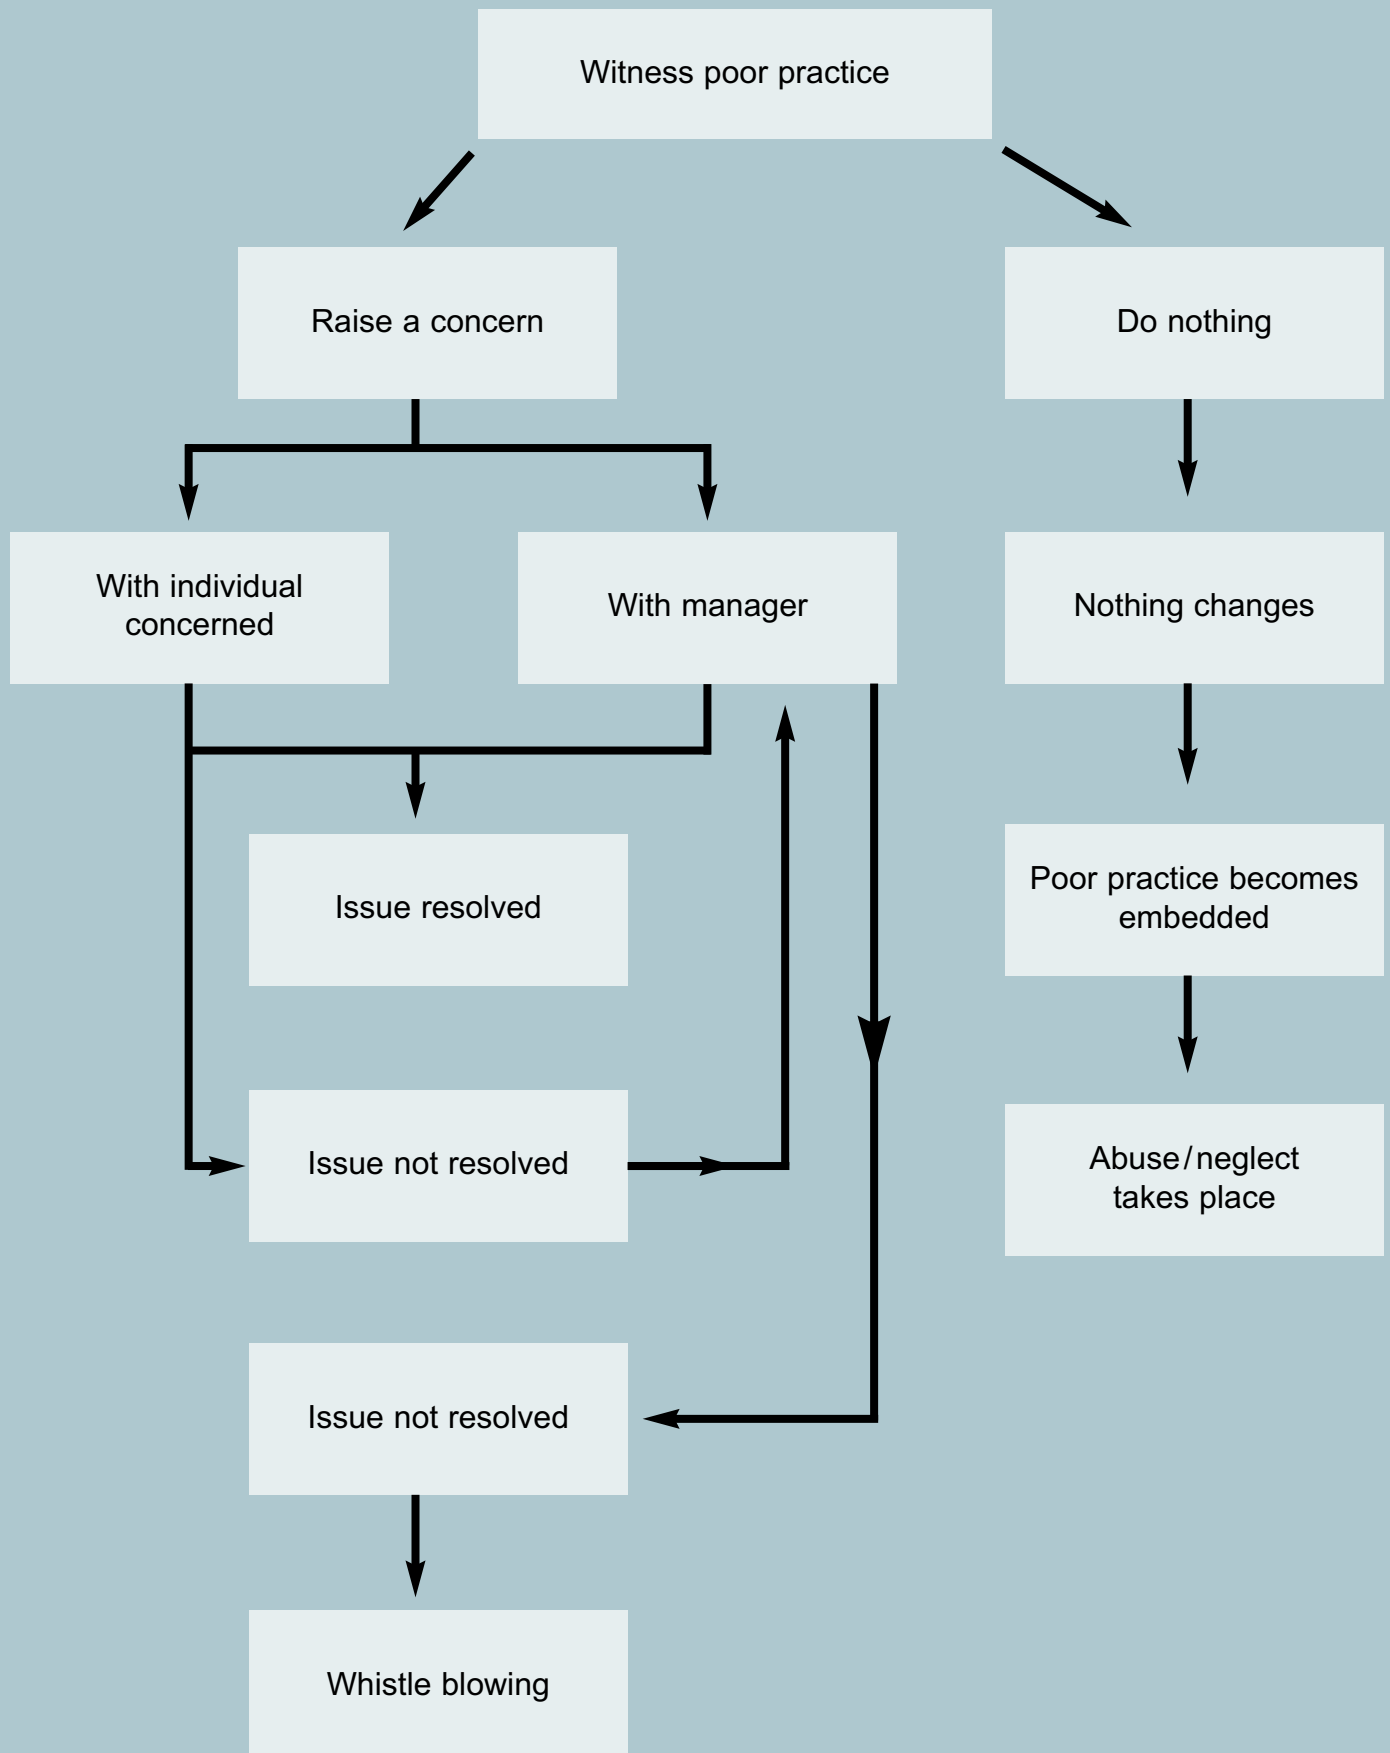 Witness poor practice
Raise a concern
Do nothing
With individual
concerned
With manager
Nothing changes
Issue resolved
Poor practice becomes
embedded
Issue not resolved
Abuse/neglect
takes place
Issue not resolved
Whistle blowing